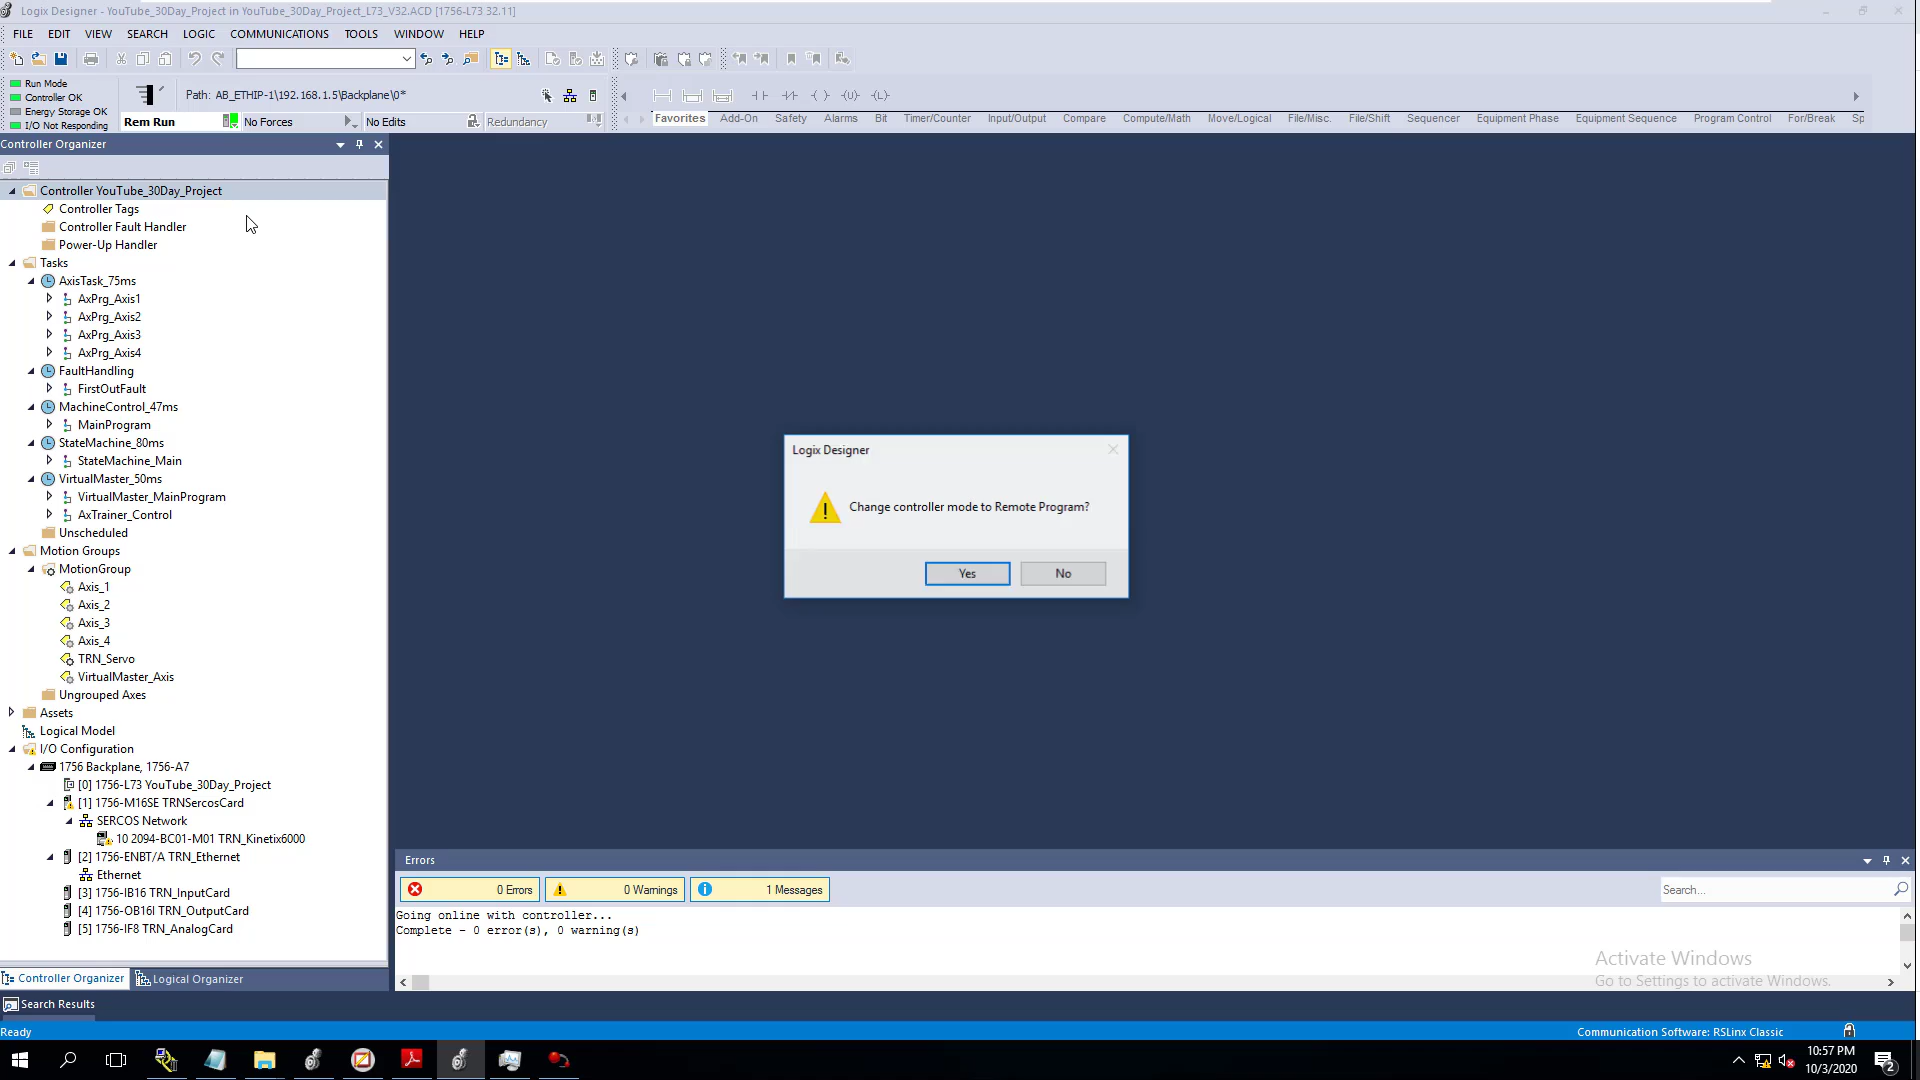 Logix Designer - YouTube_30Day_Project in YouTube_30Day_Project_L73_V32.ACD [1756-L73 32.11]
FILE EDIT VIEW SEARCH LOGIC COMMUNICATIONS TOOLS WINDOW HELP
Run Mode
Controller OK
Energy Storage OK
I/O Not Responding
Path: AB_ETHIP-1\192.168.1.5\Backplane\0*
Rem Run No Forces No Edits Redundancy
Favorites Add-On Safety Alarms Bit Timer/Counter Input/Output Compare Compute/Math Move/Logical File/Misc. File/Shift Sequencer Equipment Phase Equipment Sequence Program Control For/Break Sp
Controller Organizer
Controller YouTube_30Day_Project
Controller Tags
Controller Fault Handler
Power-Up Handler
Tasks
AxisTask_75ms
AxPrg_Axis1
AxPrg_Axis2
AxPrg_Axis3
AxPrg_Axis4
FaultHandling
FirstOutFault
MachineControl_47ms
MainProgram
StateMachine_80ms
StateMachine_Main
VirtualMaster_50ms
VirtualMaster_MainProgram
AxTrainer_Control
Unscheduled
Motion Groups
MotionGroup
Axis_1
Axis_2
Axis_3
Axis_4
TRN_Servo
VirtualMaster_Axis
Ungrouped Axes
Assets
Logical Model
I/O Configuration
1756 Backplane, 1756-A7
[0] 1756-L73 YouTube_30Day_Project
[1] 1756-M16SE TRNSercosCard
SERCOS Network
10 2094-BC01-M01 TRN_Kinetix6000
[2] 1756-ENBT/A TRN_Ethernet
Ethernet
[3] 1756-IB16 TRN_InputCard
[4] 1756-OB16I TRN_OutputCard
[5] 1756-IF8 TRN_AnalogCard
Controller Organizer Logical Organizer
Search Results
Ready
Logix Designer
Change controller mode to Remote Program?
Yes No
Errors
0 Errors 0 Warnings 1 Messages Search...
Going online with controller...
Complete - 0 error(s), 0 warning(s)
Activate Windows
Go to Settings to activate Windows.
Communication Software: RSLinx Classic
10:57 PM
10/3/2020
2